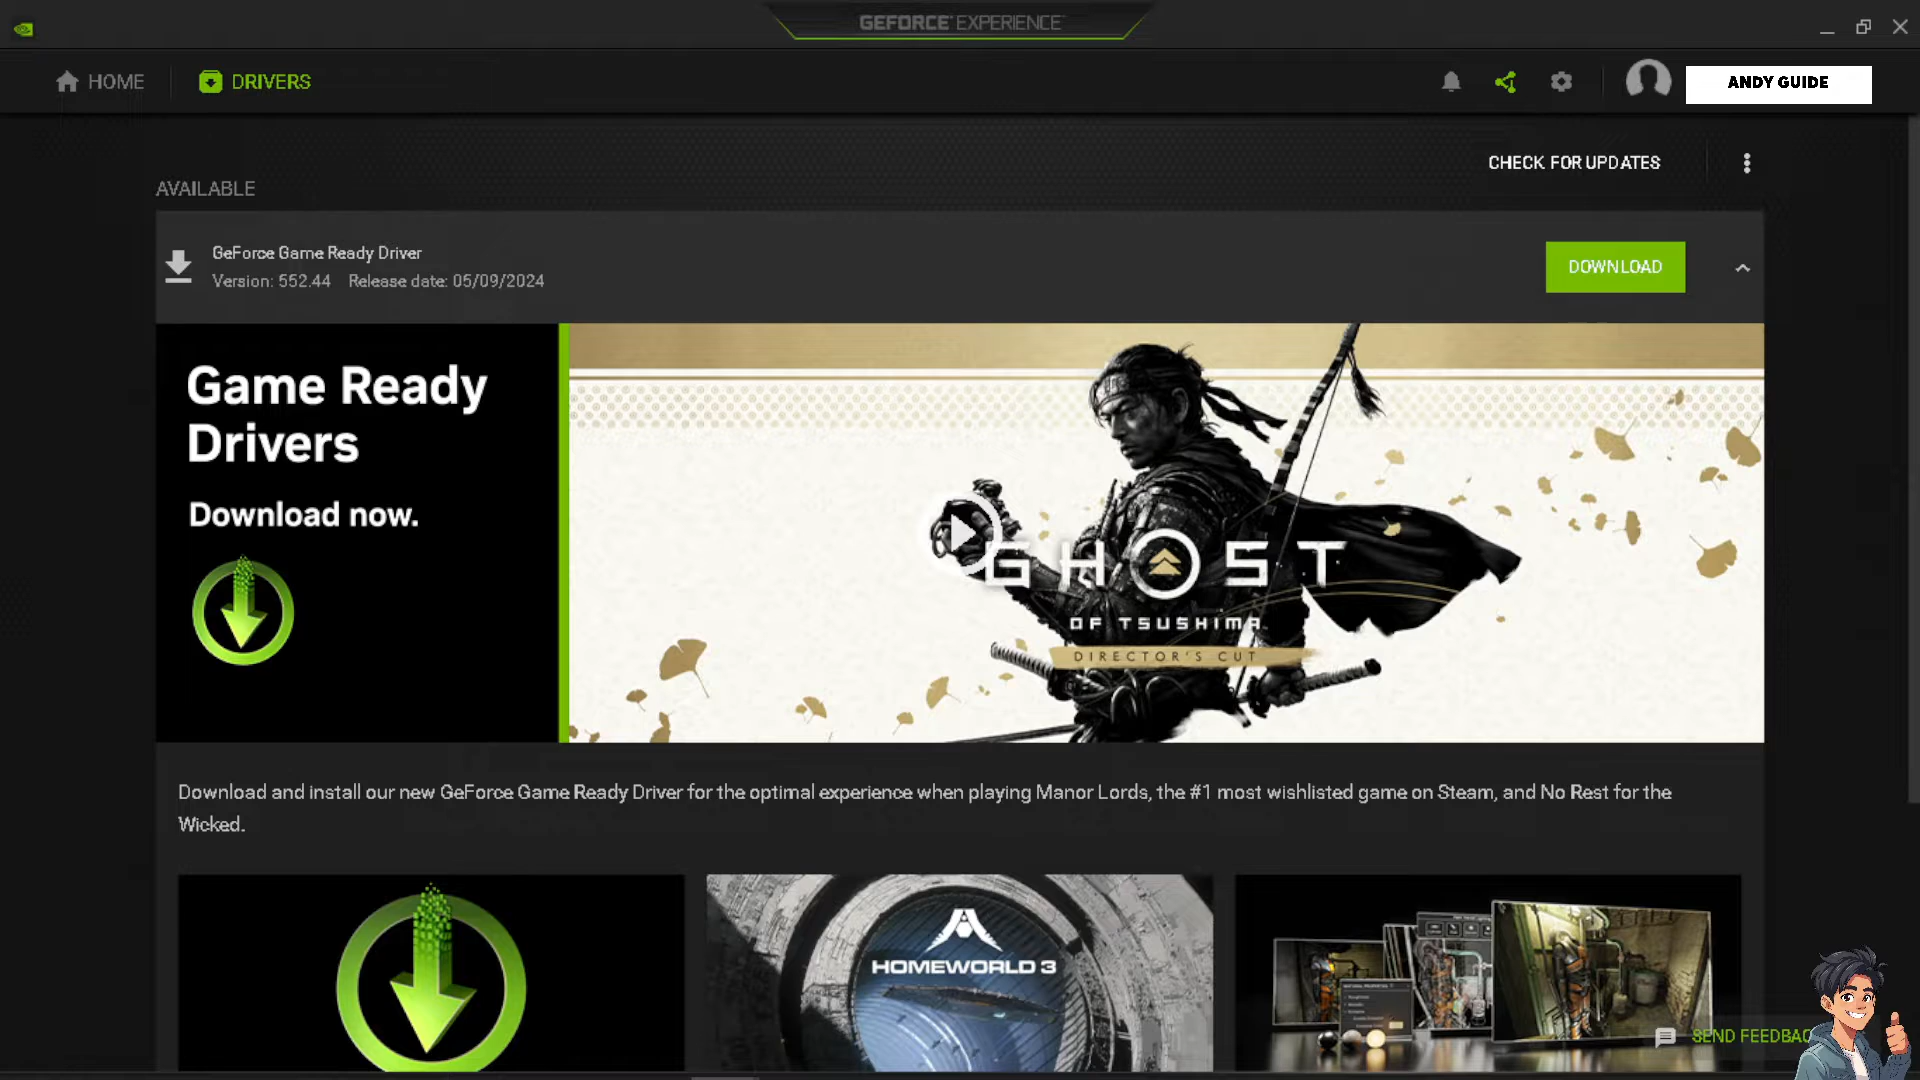 GEFORCE EXPERIENCE
HOME
DRIVERS
ANDY GUIDE
CHECK FOR UPDATES
AVAILABLE
GeForce Game Ready Driver
Version: 552.44 Release date: 05/09/2024
DOWNLOAD
Game Ready
Drivers
Download now.
GHOST
OF TSUSHIMA
DIRECTOR'S CUT
Download and install our new GeForce Game Ready Driver for the optimal experience when playing Manor Lords, the #1 most wishlisted game on Steam, and No Rest for the
Wicked.
HOMEWORLD 3
SEND FEEDBAC